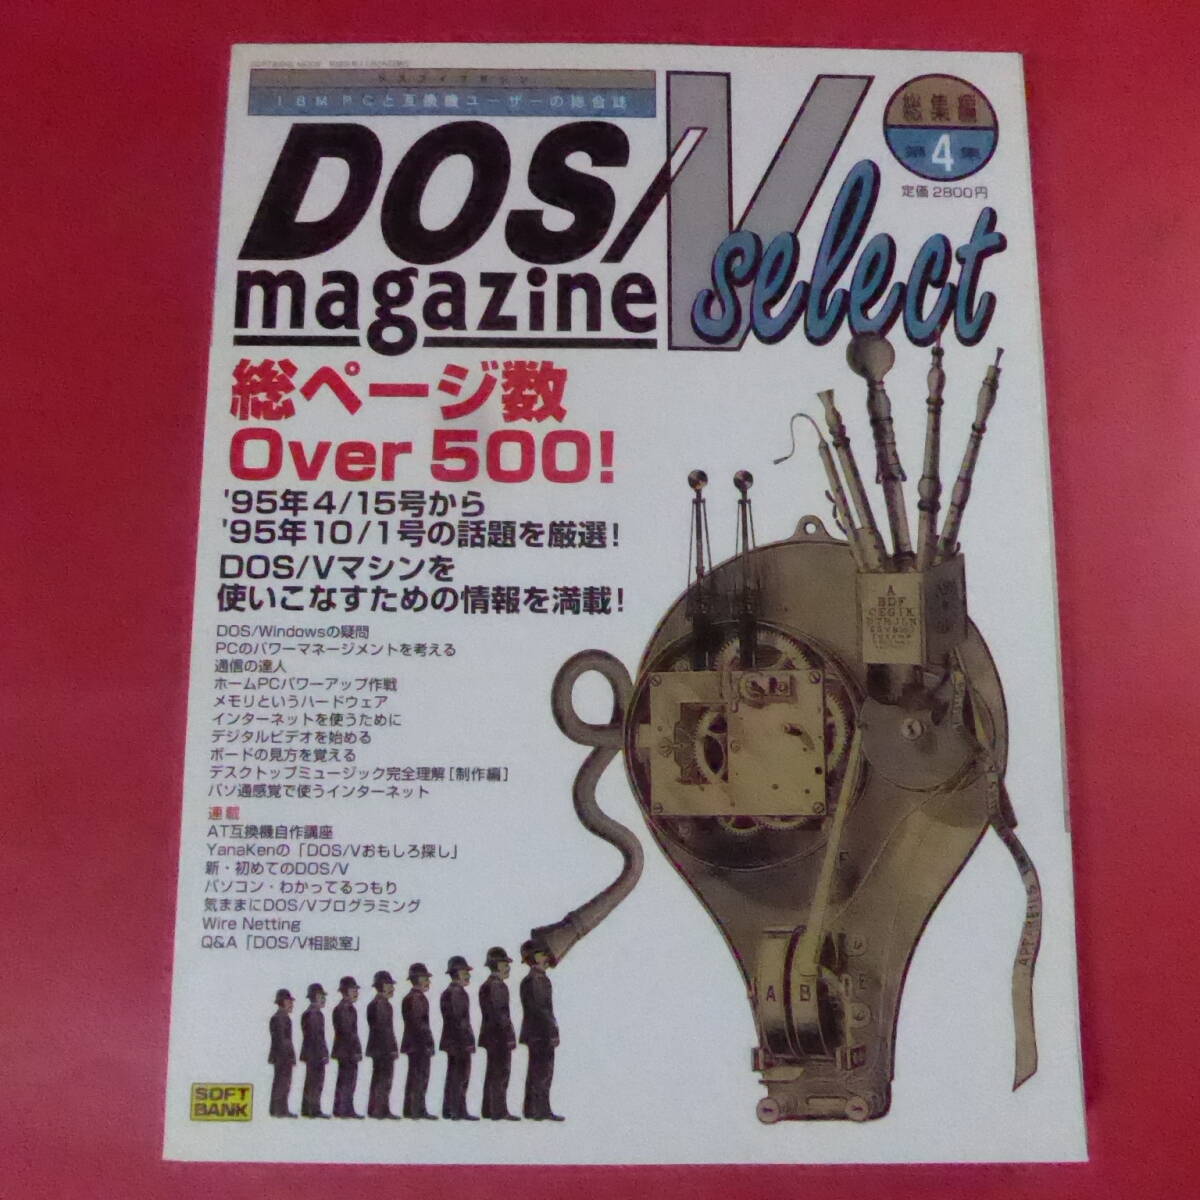 ドスブイマガジン
IBM PCと互換機ユーザーの総合誌
DOS/V
magazine
select
総集編
第4集
定価2800円
総ページ数
Over 500!
'95年4/15号から
'95年10/1号の話題を厳選!
DOS/Vマシンを
使いこなすための情報を満載!
DOS/Windowsの疑問
PCのパワーマネージメントを考える
通信の達人
ホームPCパワーアップ作戦
メモリというハードウェア
インターネットを使うために
デジタルビデオを始める
ボードの見方を覚える
デスクトップミュージック完全理解[制作編]
パソ通感覚で使うインターネット
連載
AT互換機自作講座
YanaKenの「DOS/Vおもしろ探し」
新・初めてのDOS/V
パソコン・わかってるつもり
気ままにDOS/Vプログラミング
Wire Netting
Q&A「DOS/V相談室」
A
BDF
CEGIK
F
A B
E
SOFT
BANK